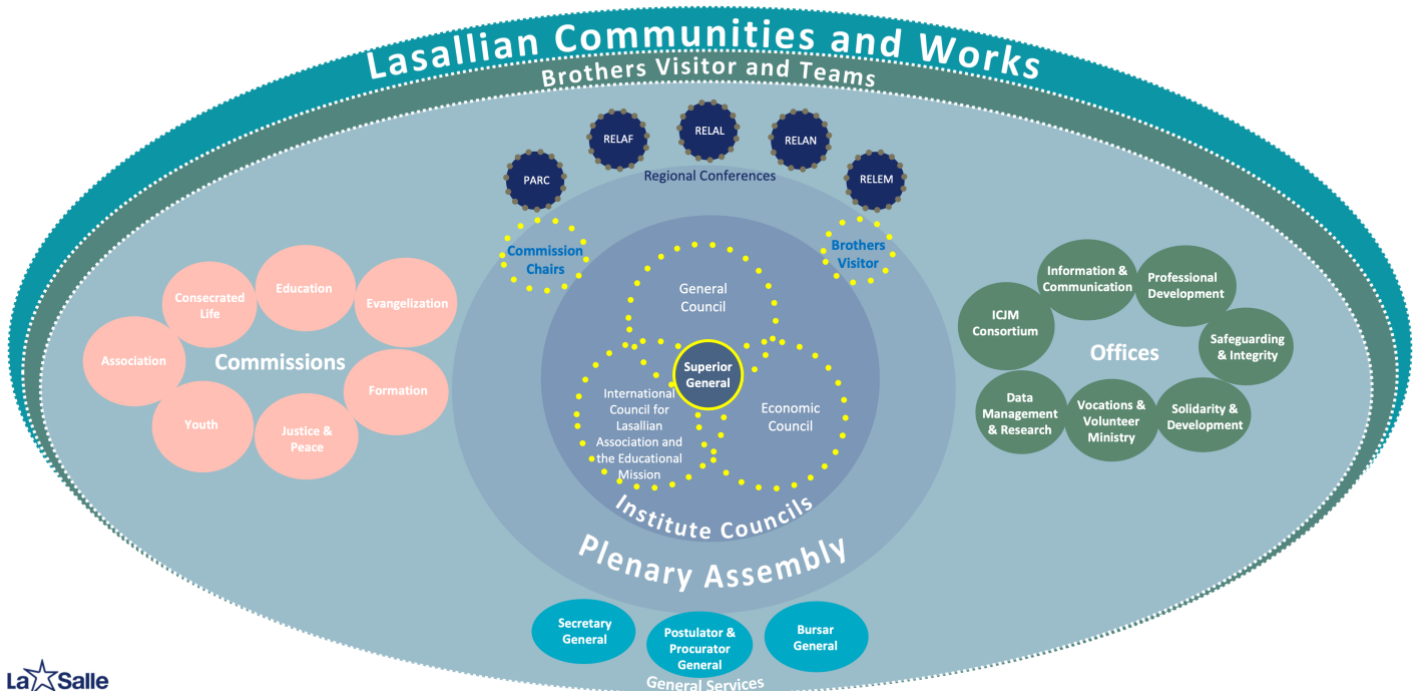 Lasallian Communities and Works
Brothers Visitor and Teams
RELAL
RELAF
RELAN
PARC
Regional Conferences
RELEM
Commission
Chairs
Brothers
Visitor
General
Council
Superior
General
International
Council for
Lasallian
Association and
the Educational
Mission
Economic
Council
Institute Councils
Plenary Assembly
Commissions
Association
Consecrated
Life
Education
Evangelization
Formation
Justice &
Peace
Youth
Offices
ICJM
Consortium
Information &
Communication
Professional
Development
Safeguarding
& Integrity
Solidarity &
Development
Vocations &
Volunteer
Ministry
Data
Management
& Research
Secretary
General
Postulator &
Procurator
General
Bursar
General
General Services
La Salle